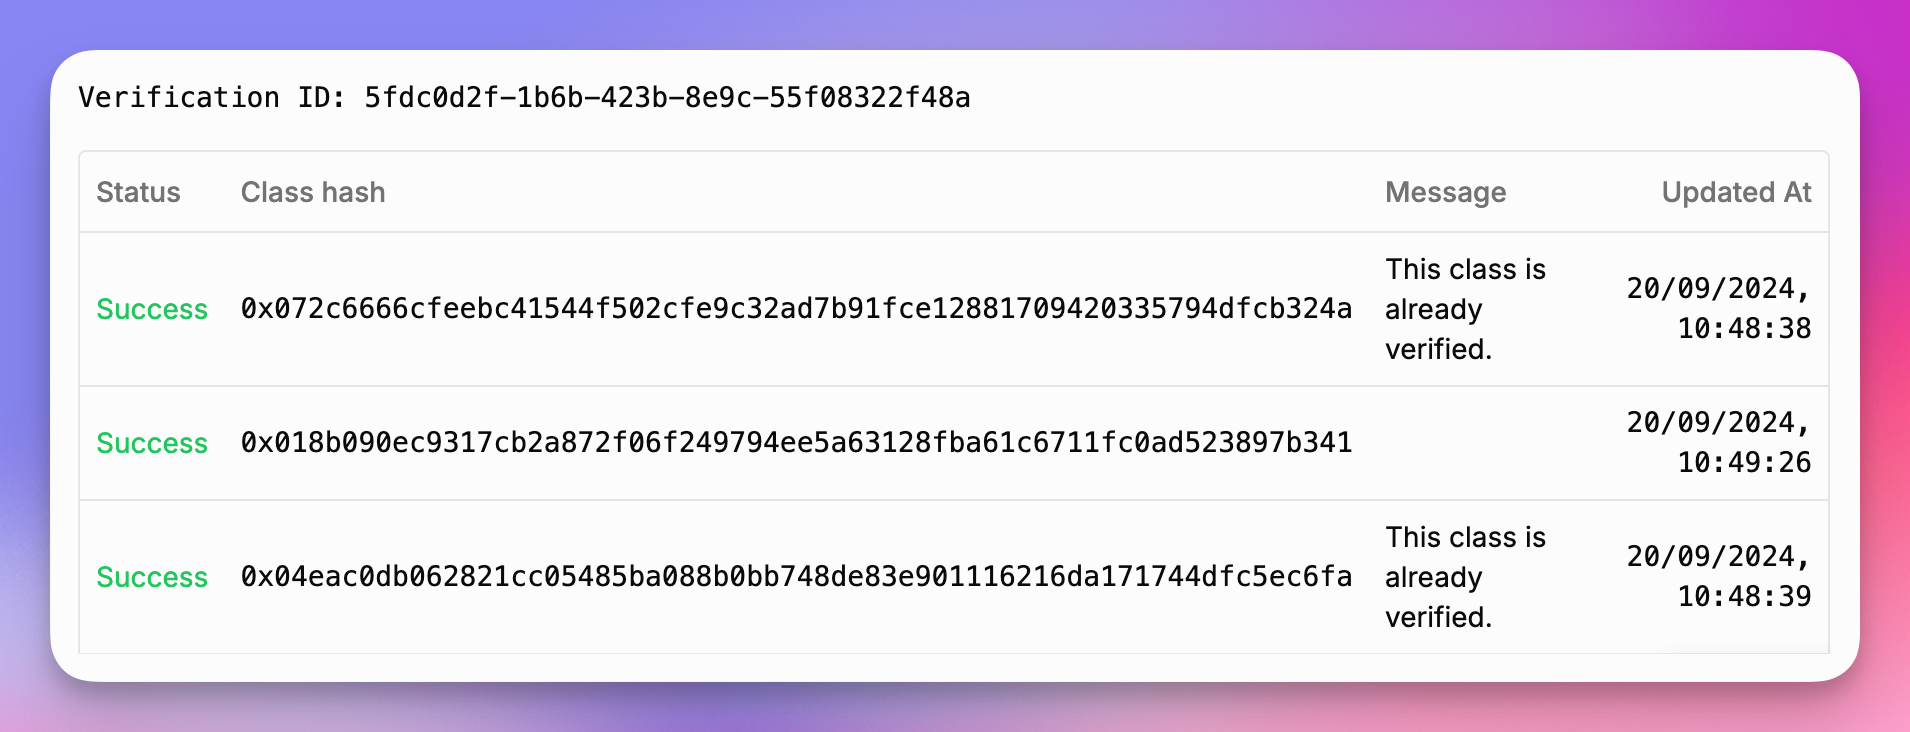 Verification ID: 5fdc0d2f-1b6b-423b-8e9c-55f08322f48a
Status Class hash Message Updated At
Success 0x072c6666cfeebc41544f502cfe9c32ad7b91fce12881709420335794dfcb324a This class is already verified. 20/09/2024, 10:48:38
Success 0x018b090ec9317cb2a872f06f249794ee5a63128fba61c6711fc0ad523897b341 20/09/2024, 10:49:26
Success 0x04eac0db062821cc05485ba088b0bb748de83e901116216da171744dfc5ec6fa This class is already verified. 20/09/2024, 10:48:39